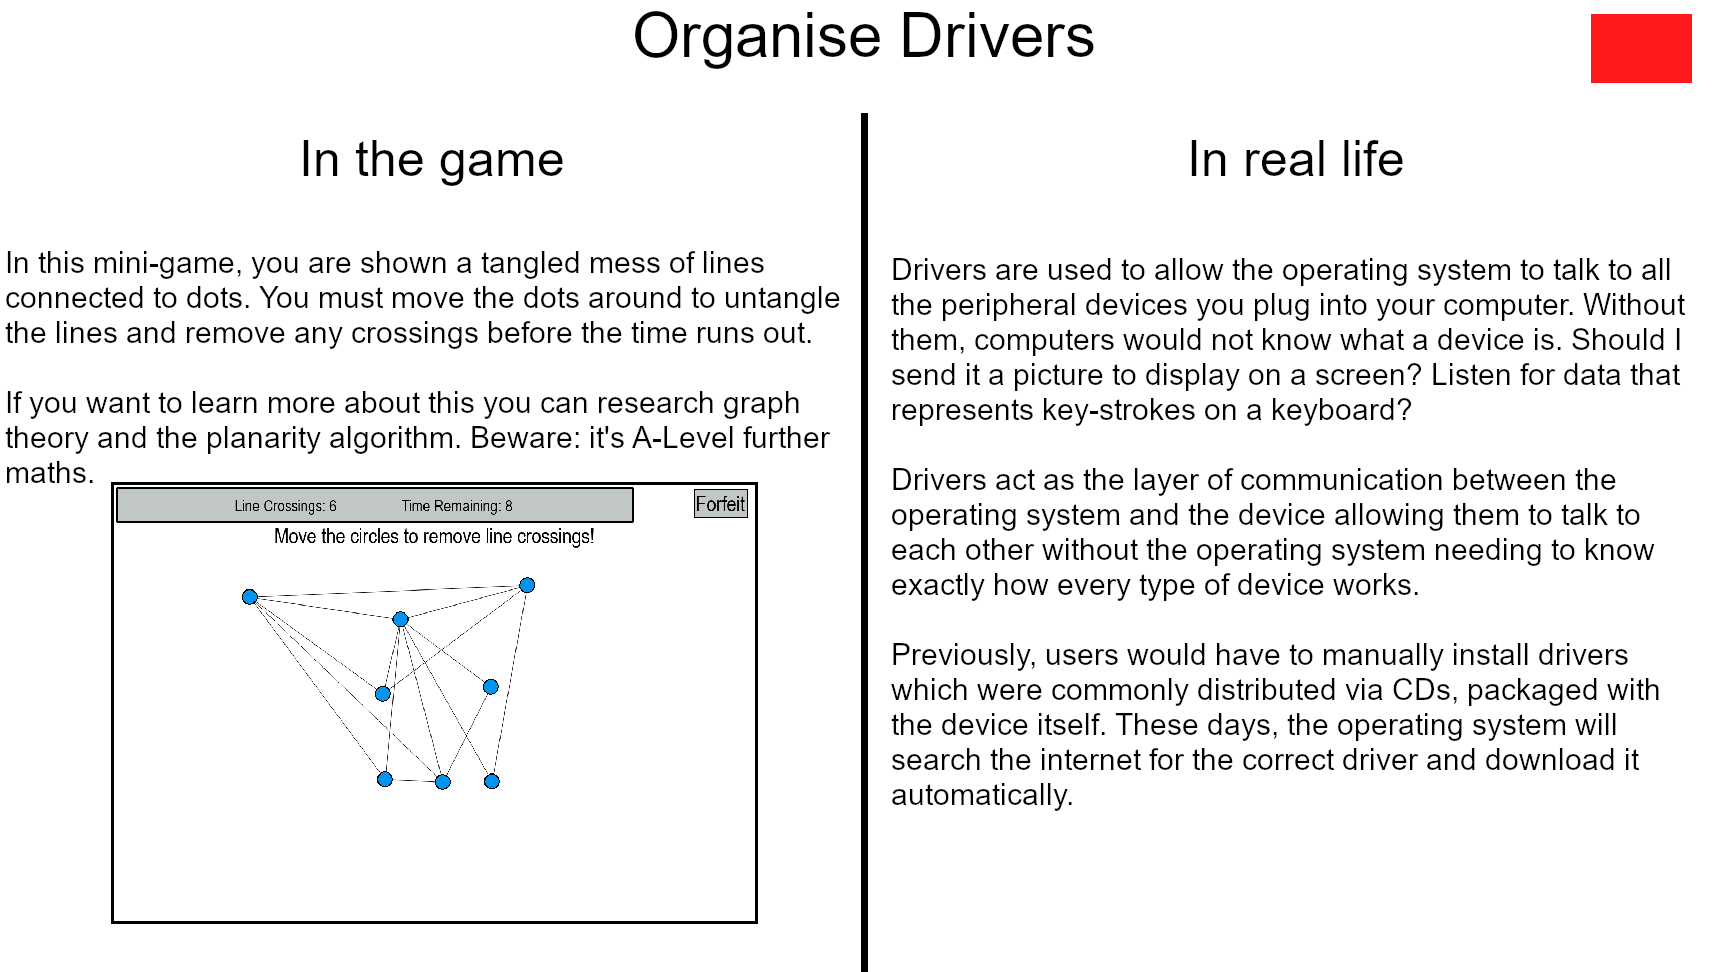 Organise Drivers
In the game
In this mini-game, you are shown a tangled mess of lines
connected to dots. You must move the dots around to untangle
the lines and remove any crossings before the time runs out.
If you want to learn more about this you can research graph
theory and the planarity algorithm. Beware: it's A-Level further
maths.
Line Crossings: 6 Time Remaining: 8
Forfeit
Move the circles to remove line crossings!
In real life
Drivers are used to allow the operating system to talk to all
the peripheral devices you plug into your computer. Without
them, computers would not know what a device is. Should I
send it a picture to display on a screen? Listen for data that
represents key-strokes on a keyboard?
Drivers act as the layer of communication between the
operating system and the device allowing them to talk to
each other without the operating system needing to know
exactly how every type of device works.
Previously, users would have to manually install drivers
which were commonly distributed via CDs, packaged with
the device itself. These days, the operating system will
search the internet for the correct driver and download it
automatically.